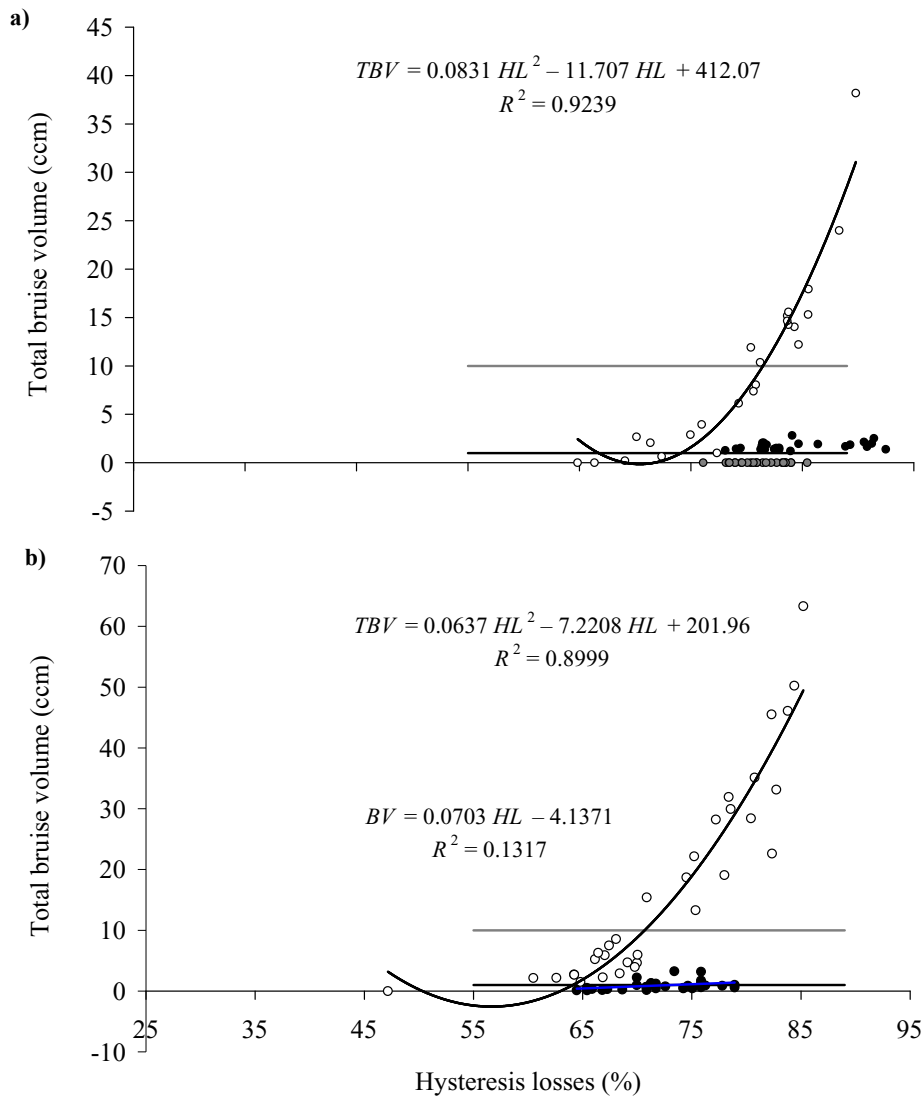 a)
45
40
35
30
25
20
15
10
5
0
-5
Total bruise volume (ccm)
TBV = 0.0831 HL² – 11.707 HL + 412.07
R² = 0.9239
b)
70
60
50
40
30
20
10
0
-10
Total bruise volume (ccm)
TBV = 0.0637 HL² – 7.2208 HL + 201.96
R² = 0.8999
BV = 0.0703 HL – 4.1371
R² = 0.1317
25 35 45 55 65 75 85 95
Hysteresis losses (%)